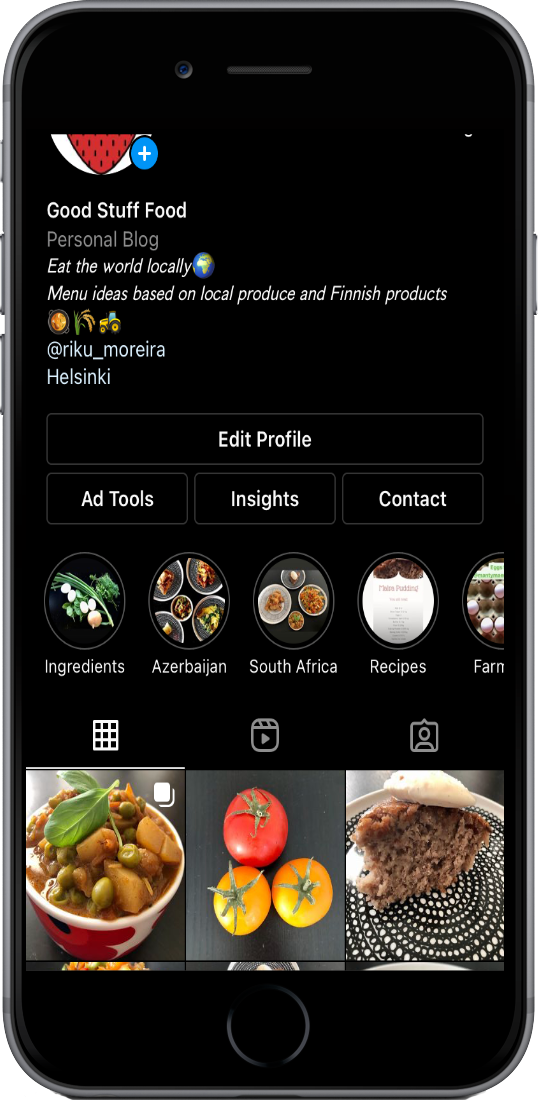 Good Stuff Food
Personal Blog
Eat the world locally🌍
Menu ideas based on local produce and Finnish products
🥘🌾🚜
@riku_moreira
Helsinki
Edit Profile
Ad Tools
Insights
Contact
Ingredients
Azerbaijan
South Africa
Recipes
Farm